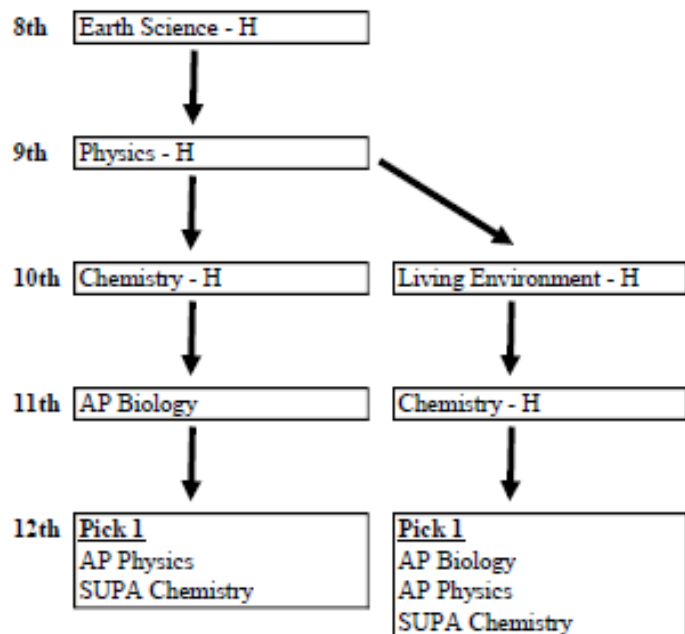 8th Earth Science - H
9th Physics - H
10th Chemistry - H Living Environment - H
11th AP Biology Chemistry - H
12th Pick 1 Pick 1
AP Physics AP Biology
SUPA Chemistry AP Physics
SUPA Chemistry